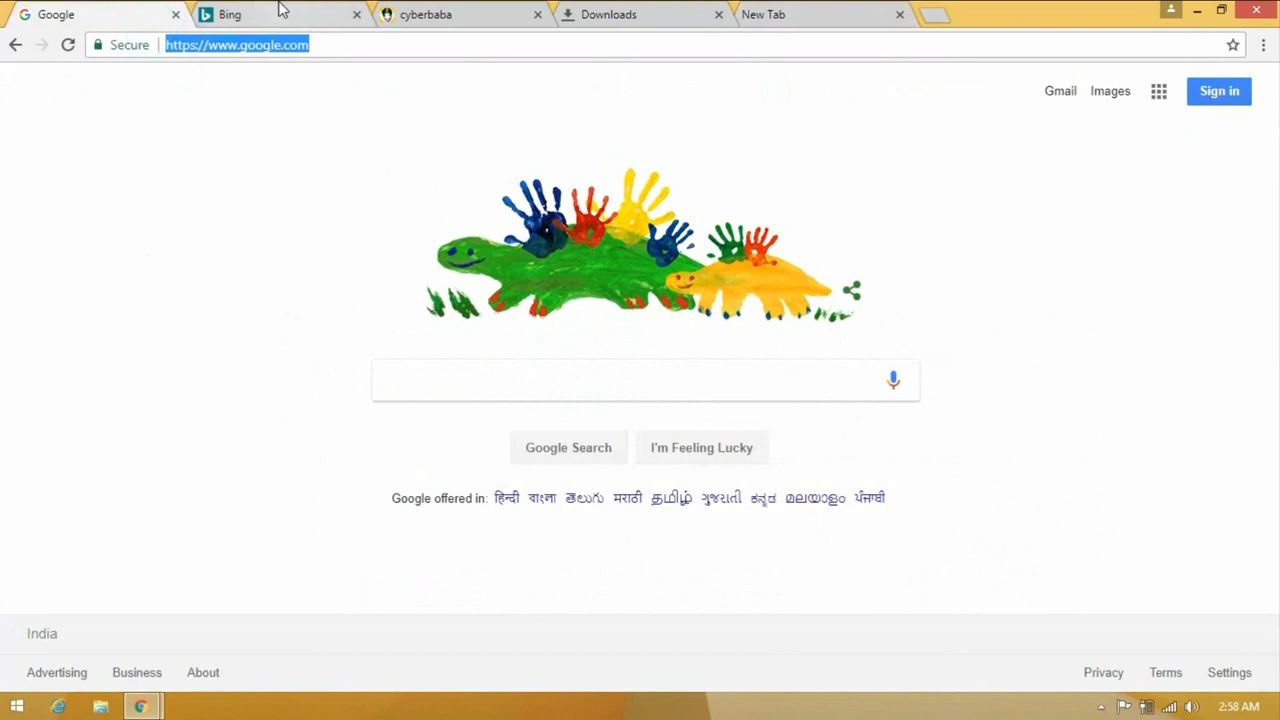 Google Bing cyberbaba Downloads New Tab
Secure https://www.google.com
Gmail Images Sign in
Google Search I'm Feeling Lucky
Google offered in: हिन्दी বাংলা తెలుగు मराठी தமிழ் ગુજરાતી ಕನ್ನಡ മലയാളം ਪੰਜਾਬੀ
India
Advertising Business About Privacy Terms Settings
2:58 AM